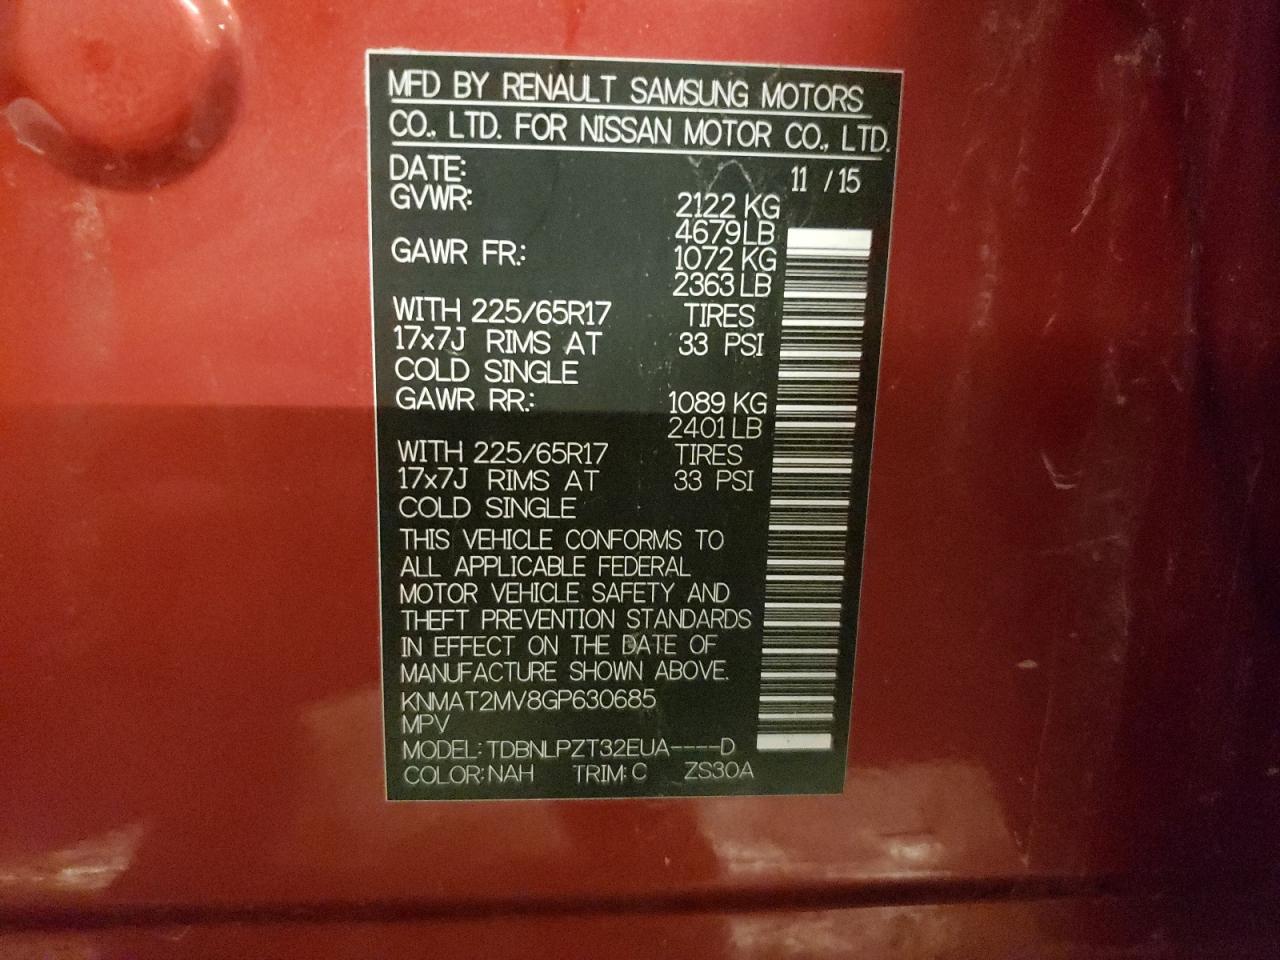 MFD BY RENAULT SAMSUNG MOTORS
CO., LTD. FOR NISSAN MOTOR CO., LTD.
DATE: 11 / 15
GVWR: 2122 KG
4679 LB
GAWR FR.: 1072 KG
2363 LB
WITH 225/65R17 TIRES
17x7J RIMS AT 33 PSI
COLD SINGLE
GAWR RR.: 1089 KG
2401 LB
WITH 225/65R17 TIRES
17x7J RIMS AT 33 PSI
COLD SINGLE
THIS VEHICLE CONFORMS TO
ALL APPLICABLE FEDERAL
MOTOR VEHICLE SAFETY AND
THEFT PREVENTION STANDARDS
IN EFFECT ON THE DATE OF
MANUFACTURE SHOWN ABOVE.
KNMAT2MV8GP630685
MPV
MODEL: TDBNLPZT32EUA----D
COLOR: NAH TRIM: C ZS30A